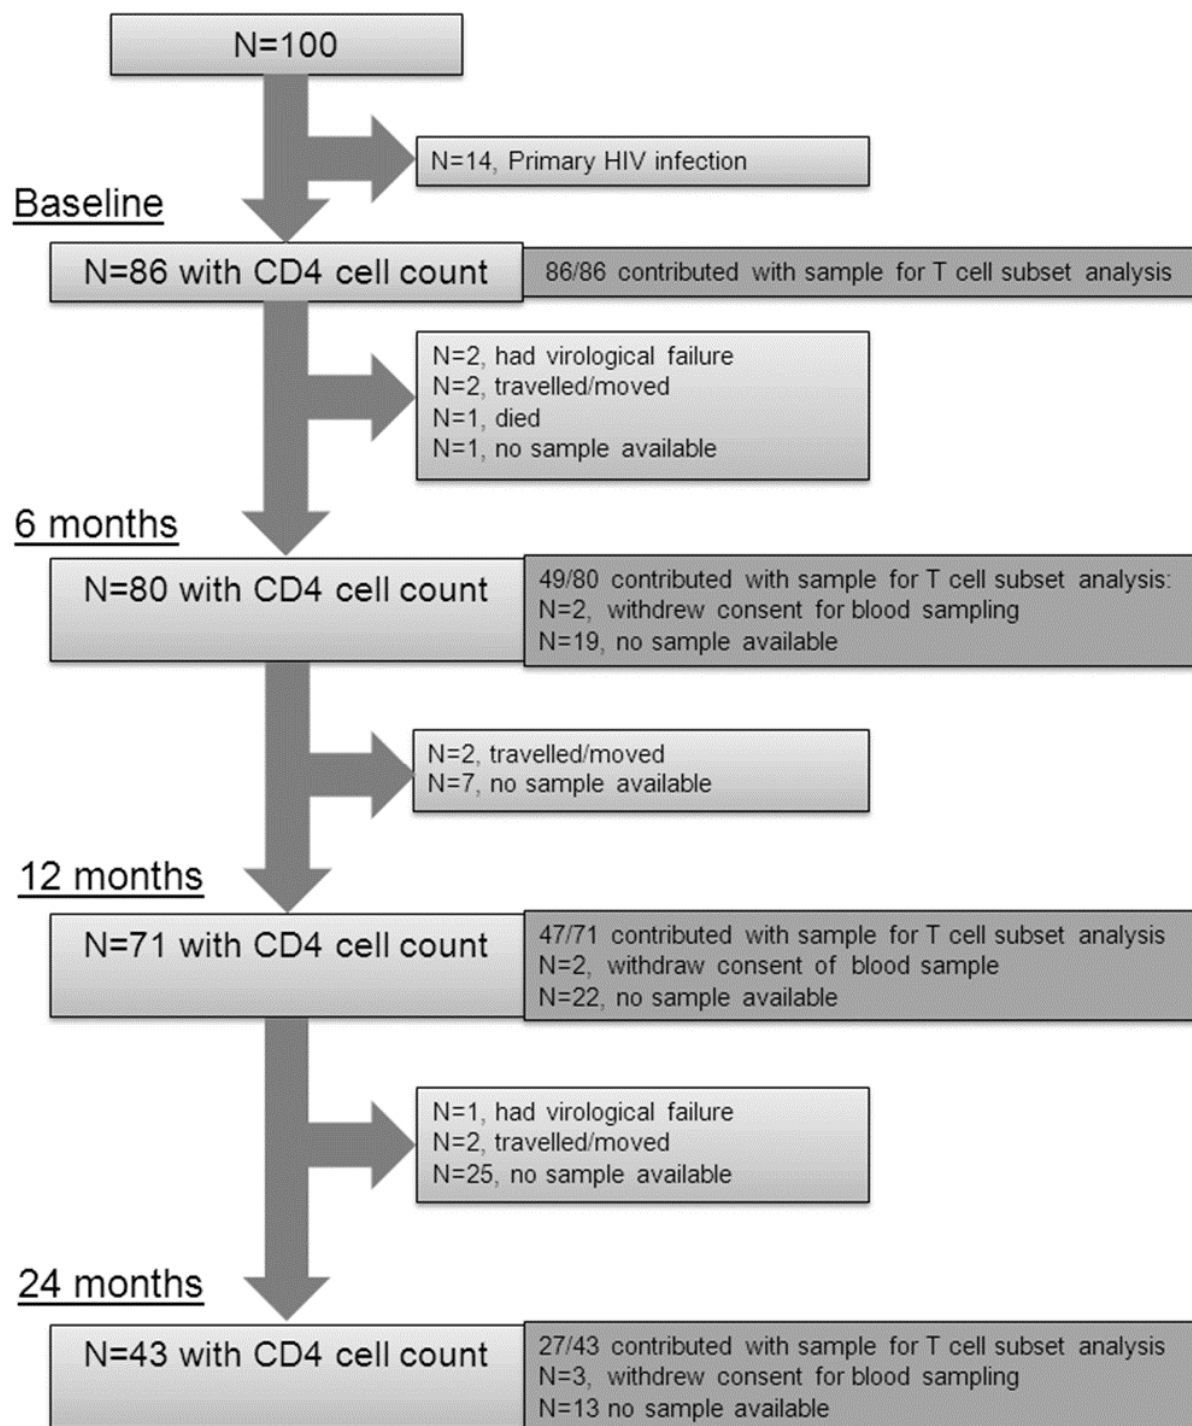 N=100
N=14, Primary HIV infection
Baseline
N=86 with CD4 cell count
86/86 contributed with sample for T cell subset analysis
N=2, had virological failure
N=2, travelled/moved
N=1, died
N=1, no sample available
6 months
N=80 with CD4 cell count
49/80 contributed with sample for T cell subset analysis:
N=2, withdrew consent for blood sampling
N=19, no sample available
N=2, travelled/moved
N=7, no sample available
12 months
N=71 with CD4 cell count
47/71 contributed with sample for T cell subset analysis
N=2, withdraw consent of blood sample
N=22, no sample available
N=1, had virological failure
N=2, travelled/moved
N=25, no sample available
24 months
N=43 with CD4 cell count
27/43 contributed with sample for T cell subset analysis
N=3, withdrew consent for blood sampling
N=13 no sample available